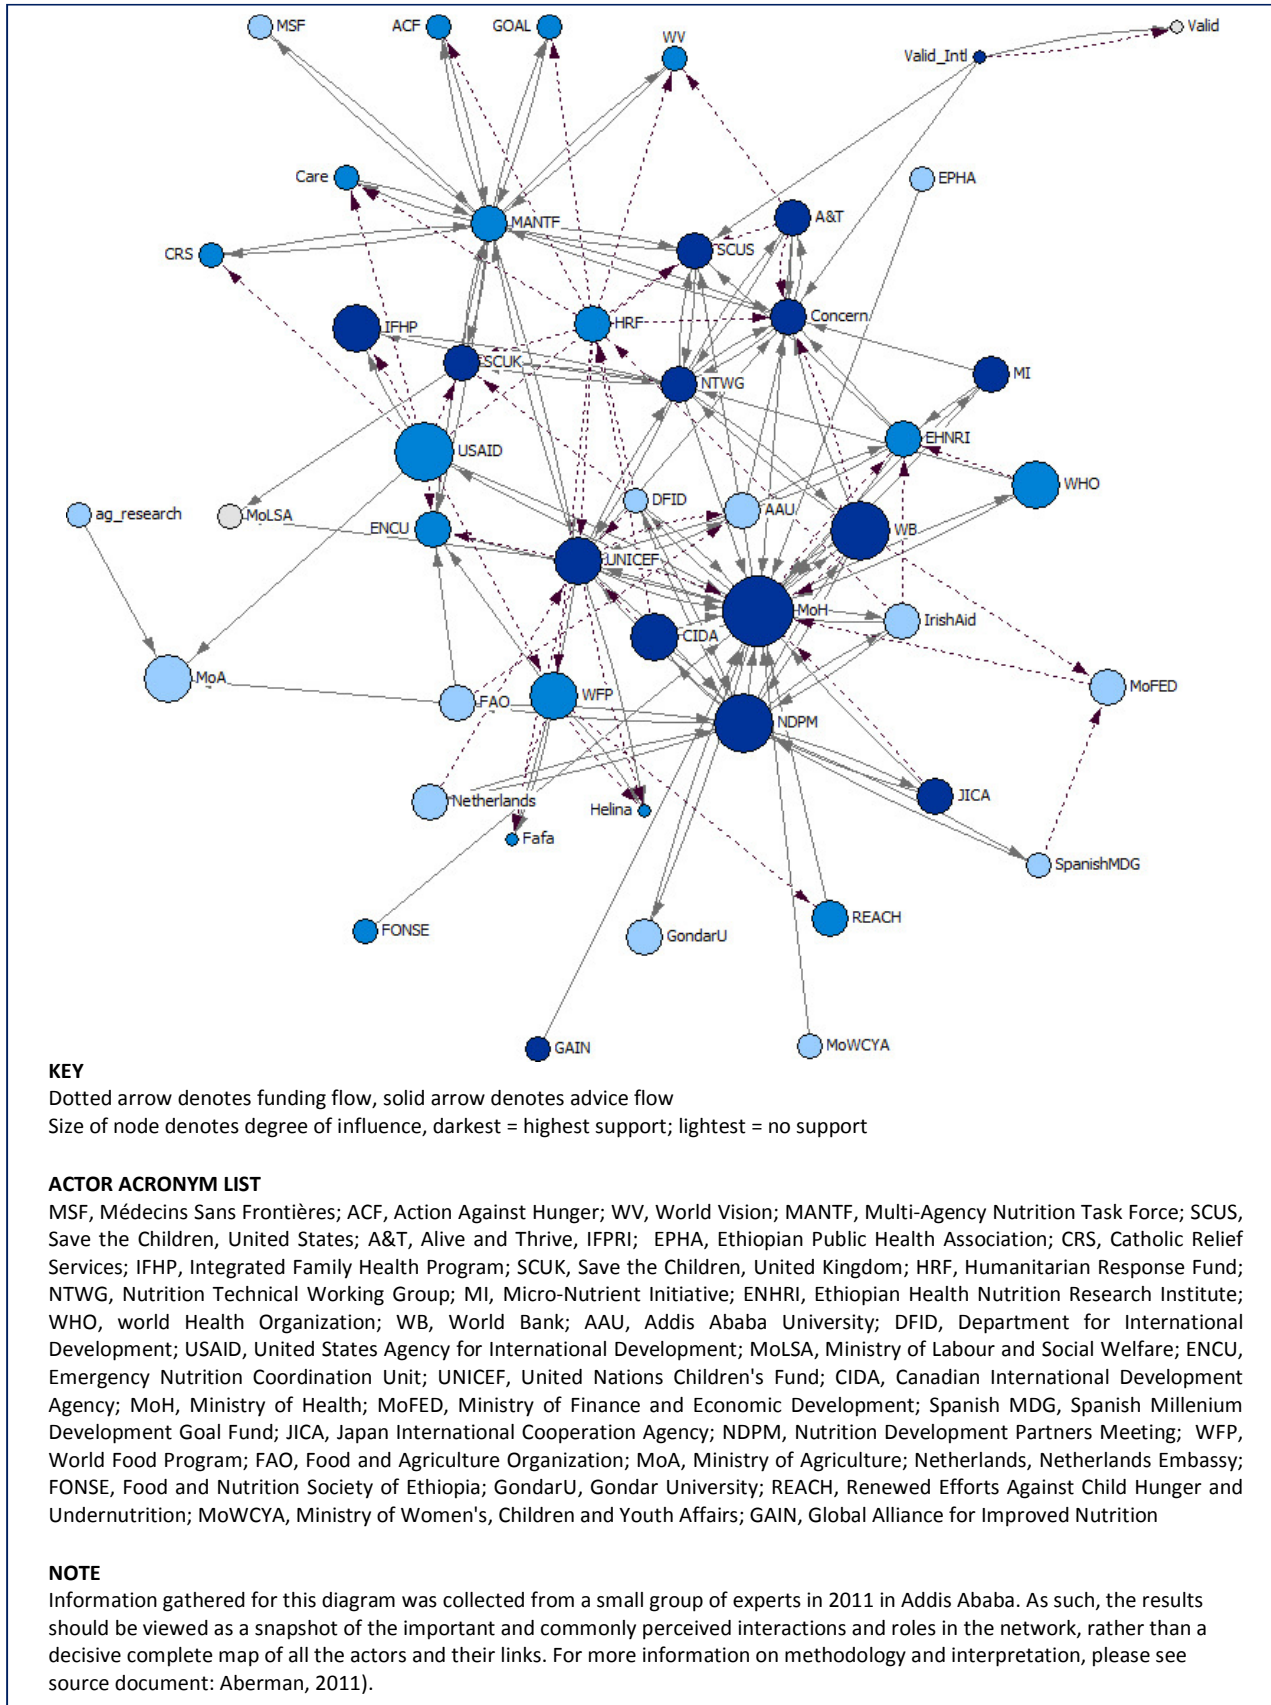 MSF
ACF
GOAL
WV
Valid
Valid_Intl
Care
EPHA
MANTF
A&T
CRS
SCUS
IFHP
HRF
Concern
SCUK
NTWG
MI
USAID
EHNRI
WHO
ag_research
MoLSA
DFID
AAU
ENCU
WB
UNICEF
MoH
IrishAid
CIDA
MoA
FAO
WFP
MoFED
NDPM
Netherlands
Helina
JICA
Fafa
SpanishMDG
FONSE
GondarU
REACH
GAIN
MoWCYA
KEY
Dotted arrow denotes funding flow, solid arrow denotes advice flow
Size of node denotes degree of influence, darkest = highest support; lightest = no support
ACTOR ACRONYM LIST
MSF, Médecins Sans Frontières; ACF, Action Against Hunger; WV, World Vision; MANTF, Multi-Agency Nutrition Task Force; SCUS,
Save the Children, United States; A&T, Alive and Thrive, IFPRI; EPHA, Ethiopian Public Health Association; CRS, Catholic Relief
Services; IFHP, Integrated Family Health Program; SCUK, Save the Children, United Kingdom; HRF, Humanitarian Response Fund;
NTWG, Nutrition Technical Working Group; MI, Micro-Nutrient Initiative; ENHRI, Ethiopian Health Nutrition Research Institute;
WHO, world Health Organization; WB, World Bank; AAU, Addis Ababa University; DFID, Department for International
Development; USAID, United States Agency for International Development; MoLSA, Ministry of Labour and Social Welfare; ENCU,
Emergency Nutrition Coordination Unit; UNICEF, United Nations Children's Fund; CIDA, Canadian International Development
Agency; MoH, Ministry of Health; MoFED, Ministry of Finance and Economic Development; Spanish MDG, Spanish Millenium
Development Goal Fund; JICA, Japan International Cooperation Agency; NDPM, Nutrition Development Partners Meeting; WFP,
World Food Program; FAO, Food and Agriculture Organization; MoA, Ministry of Agriculture; Netherlands, Netherlands Embassy;
FONSE, Food and Nutrition Society of Ethiopia; GondarU, Gondar University; REACH, Renewed Efforts Against Child Hunger and
Undernutrition; MoWCYA, Ministry of Women's, Children and Youth Affairs; GAIN, Global Alliance for Improved Nutrition
NOTE
Information gathered for this diagram was collected from a small group of experts in 2011 in Addis Ababa. As such, the results
should be viewed as a snapshot of the important and commonly perceived interactions and roles in the network, rather than a
decisive complete map of all the actors and their links. For more information on methodology and interpretation, please see
source document: Aberman, 2011).